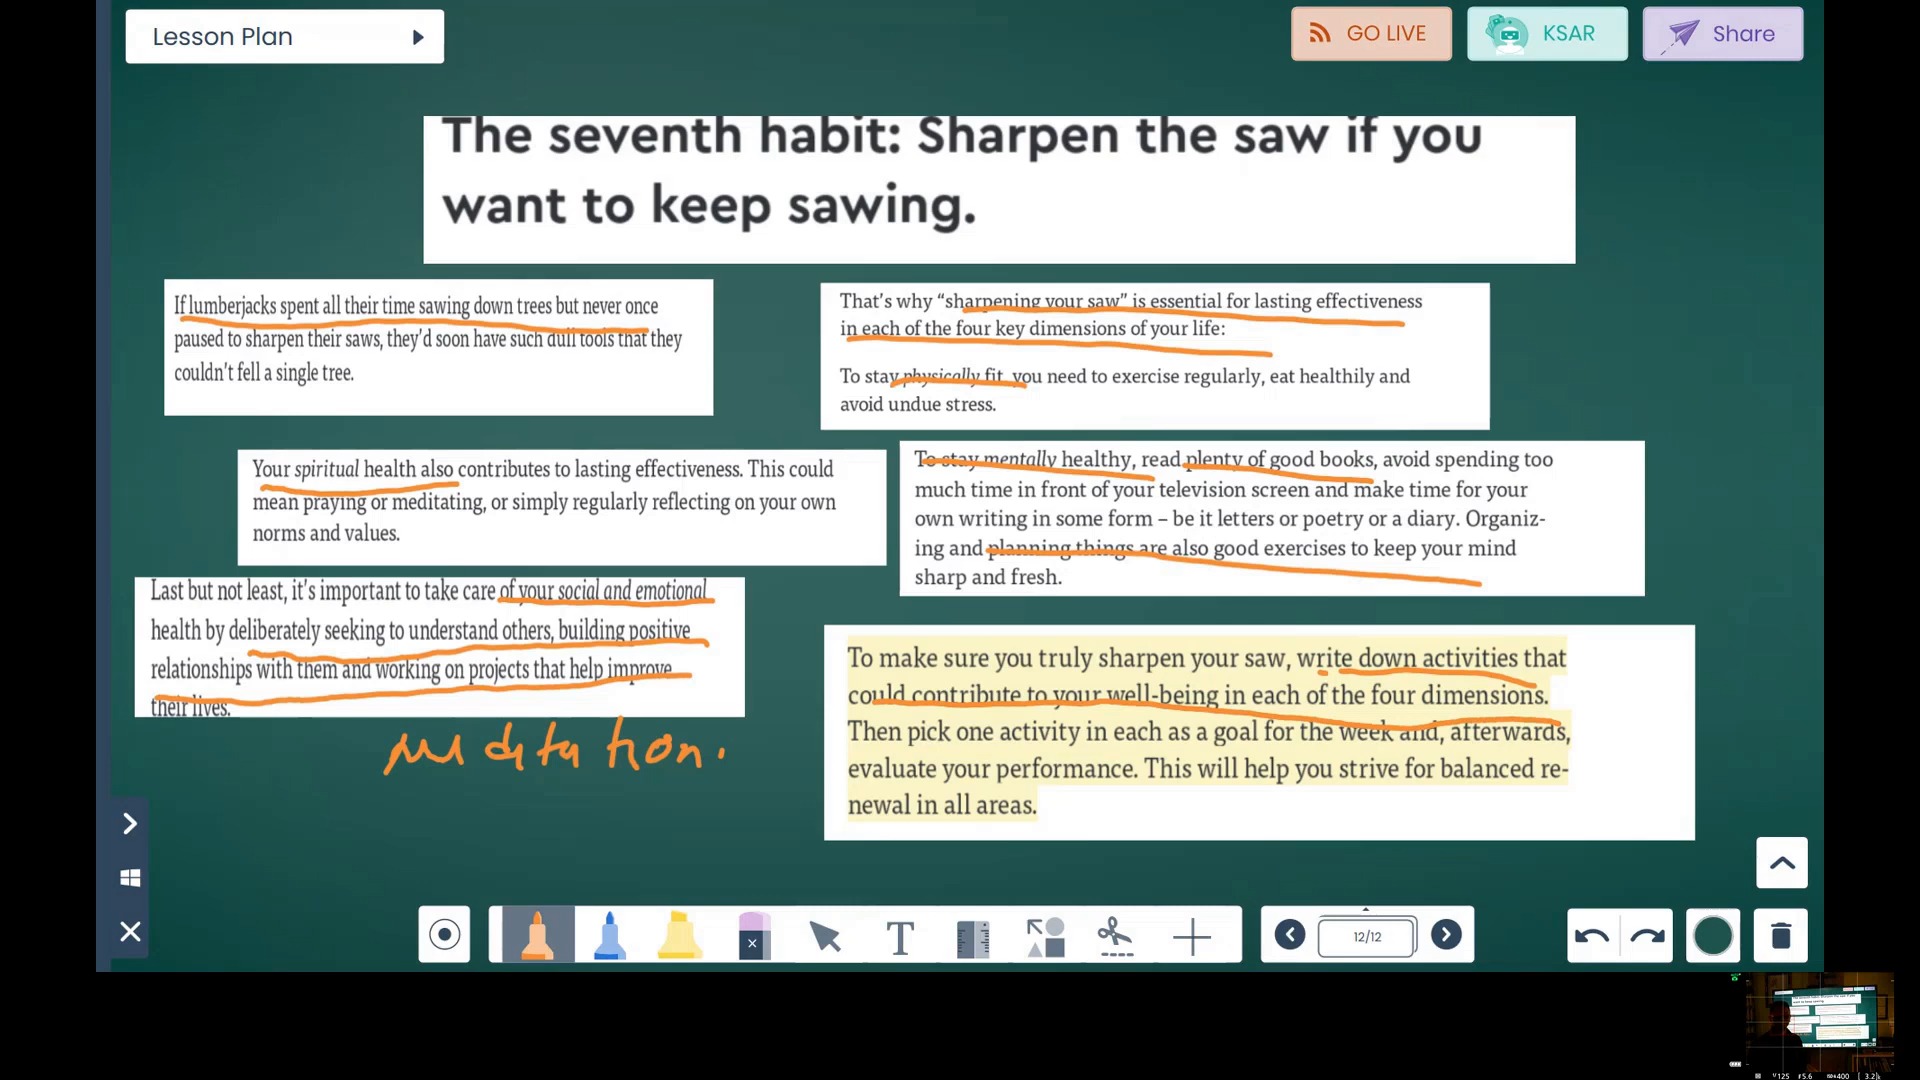 Lesson Plan
GO LIVE
KSAR
Share
The seventh habit: Sharpen the saw if you
want to keep sawing.
If lumberjacks spent all their time sawing down trees but never once
paused to sharpen their saws, they'd soon have such dull tools that they
couldn't fell a single tree.
That's why “sharpening your saw” is essential for lasting effectiveness
in each of the four key dimensions of your life:
To stay physically fit, you need to exercise regularly, eat healthily and
avoid undue stress.
Your spiritual health also contributes to lasting effectiveness. This could
mean praying or meditating, or simply regularly reflecting on your own
norms and values.
To stay mentally healthy, read plenty of good books, avoid spending too
much time in front of your television screen and make time for your
own writing in some form – be it letters or poetry or a diary. Organiz-
ing and planning things are also good exercises to keep your mind
sharp and fresh.
Last but not least, it's important to take care of your social and emotional
health by deliberately seeking to understand others, building positive
relationships with them and working on projects that help improve
their lives.
meditation.
To make sure you truly sharpen your saw, write down activities that
could contribute to your well-being in each of the four dimensions.
Then pick one activity in each as a goal for the week and, afterwards,
evaluate your performance. This will help you strive for balanced re-
newal in all areas.
12/12